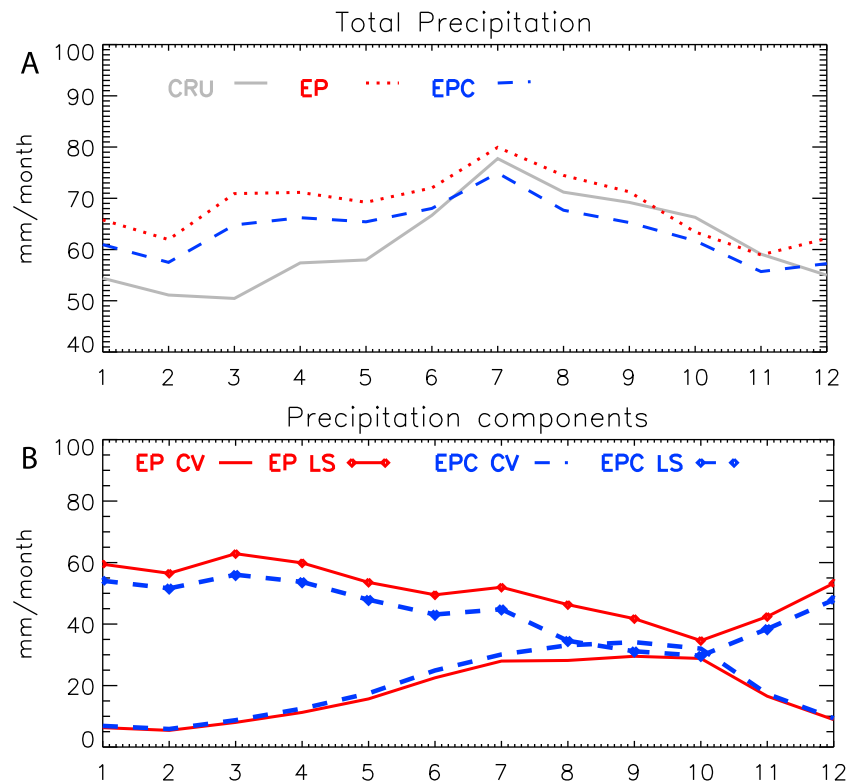 Total Precipitation
A
100
CRU EP EPC
90
80
70
60
50
40
mm/month
1 2 3 4 5 6 7 8 9 10 11 12
Precipitation components
B
100
EP CV EP LS EPC CV EPC LS
80
60
40
20
0
mm/month
1 2 3 4 5 6 7 8 9 10 11 12